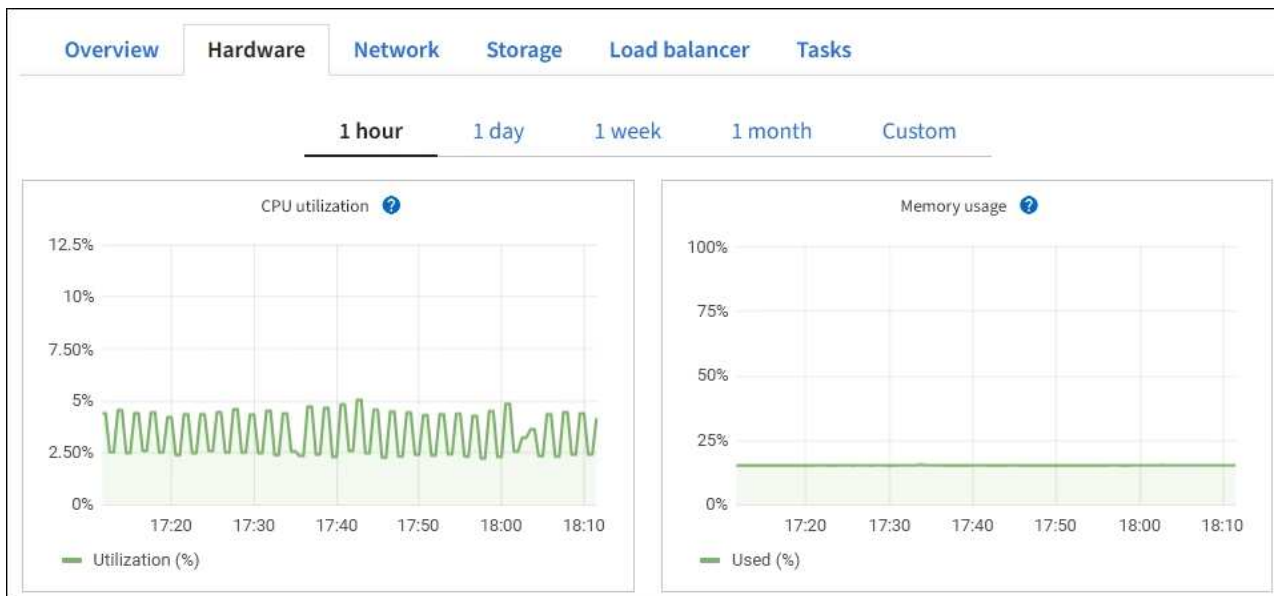 Overview Hardware Network Storage Load balancer Tasks
1 hour 1 day 1 week 1 month Custom
CPU utilization ?
12.5%
10%
7.50%
5%
2.50%
0%
17:20 17:30 17:40 17:50 18:00 18:10
Utilization (%)
Memory usage ?
100%
75%
50%
25%
0%
17:20 17:30 17:40 17:50 18:00 18:10
Used (%)